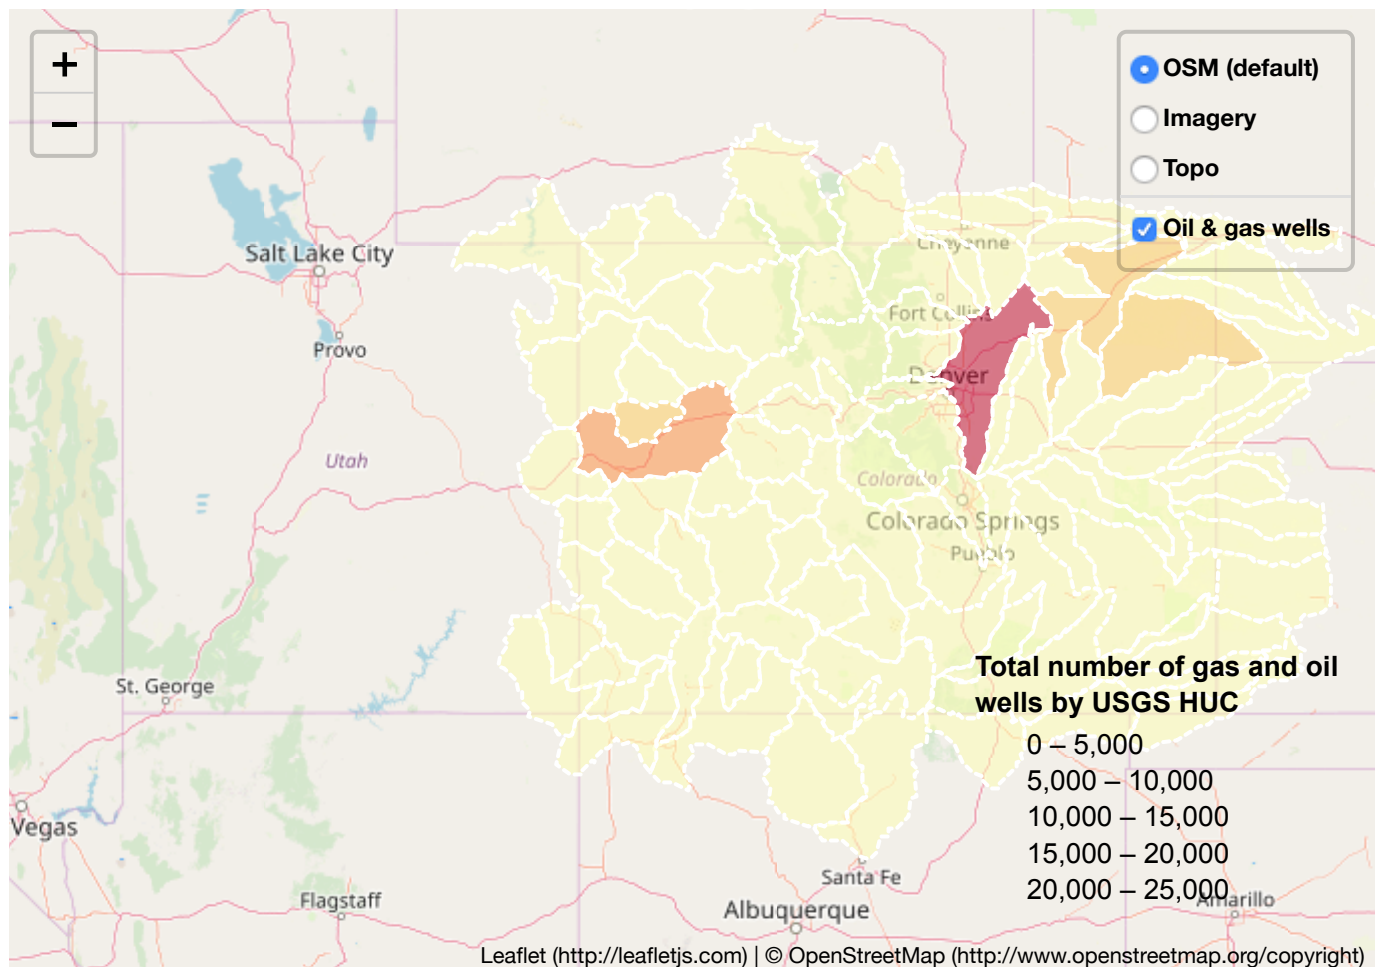 +
−
OSM (default)
Imagery
Topo
Oil & gas wells
Salt Lake City
Cheyenne
Fort Collins
Provo
Denver
Utah
Colorado
Colorado Springs
Pueblo
Total number of gas and oil
wells by USGS HUC
0 – 5,000
5,000 – 10,000
10,000 – 15,000
15,000 – 20,000
20,000 – 25,000
St. George
Vegas
Flagstaff
Santa Fe
Albuquerque
Amarillo
Leaflet (http://leafletjs.com) | © OpenStreetMap (http://www.openstreetmap.org/copyright)